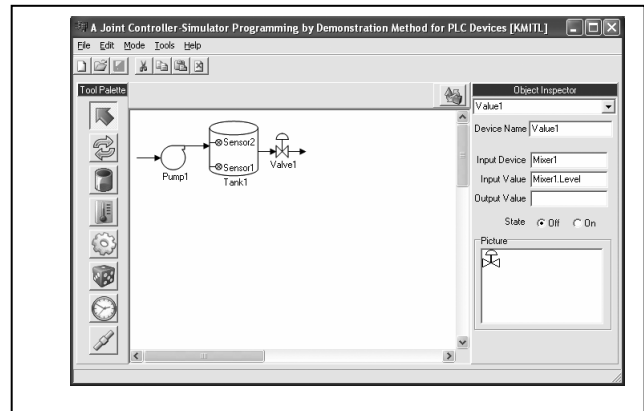 A Joint Controller-Simulator Programming by Demonstration Method for PLC Devices [KMITL]
File Edit Mode Tools Help
Tool Palette
Object Inspector
Value1
Device Name Value1
Input Device Mixer1
Input Value Mixer1.Level
Output Value
State Off On
Picture
Sensor2
Sensor1
Pump1
Tank1
Valve1